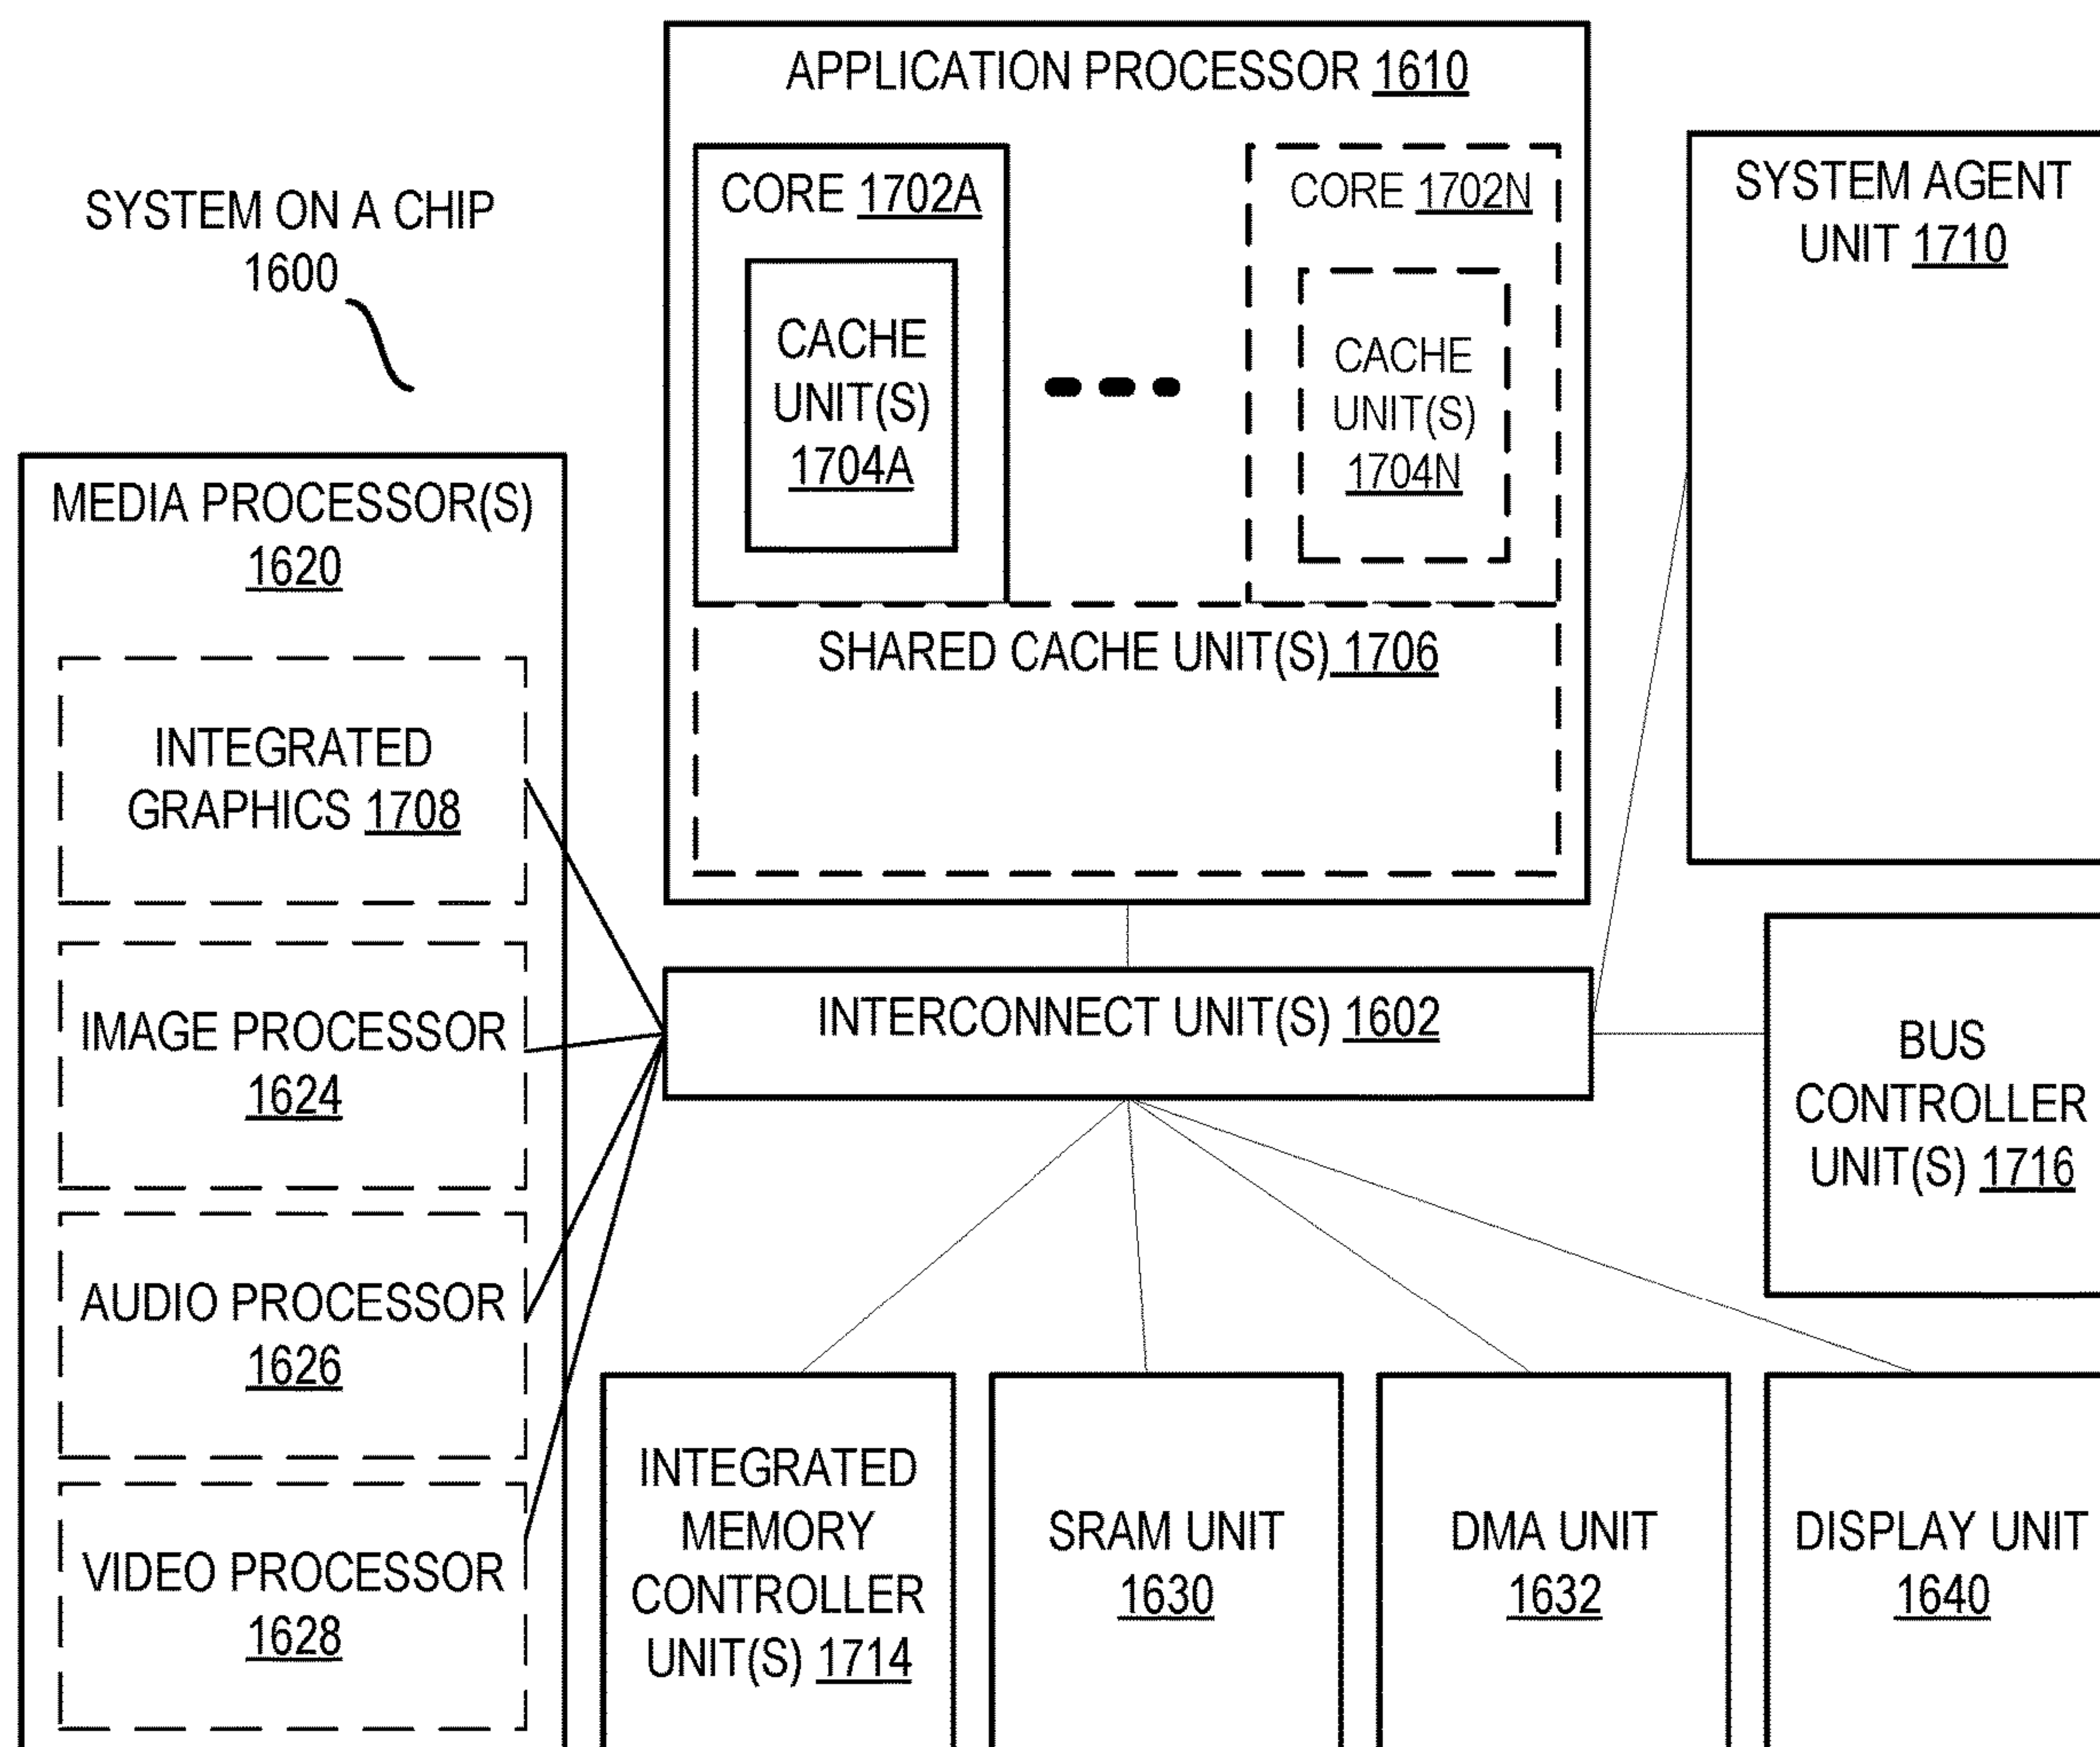 APPLICATION PROCESSOR 1610
CORE 1702A
CACHE
UNIT(S)
1704A
CORE 1702N
CACHE
UNIT(S)
1704N
SHARED CACHE UNIT(S) 1706
SYSTEM AGENT
UNIT 1710
SYSTEM ON A CHIP
1600
MEDIA PROCESSOR(S)
1620
INTEGRATED
GRAPHICS 1708
IMAGE PROCESSOR
1624
AUDIO PROCESSOR
1626
VIDEO PROCESSOR
1628
INTERCONNECT UNIT(S) 1602
BUS
CONTROLLER
UNIT(S) 1716
INTEGRATED
MEMORY
CONTROLLER
UNIT(S) 1714
SRAM UNIT
1630
DMA UNIT
1632
DISPLAY UNIT
1640